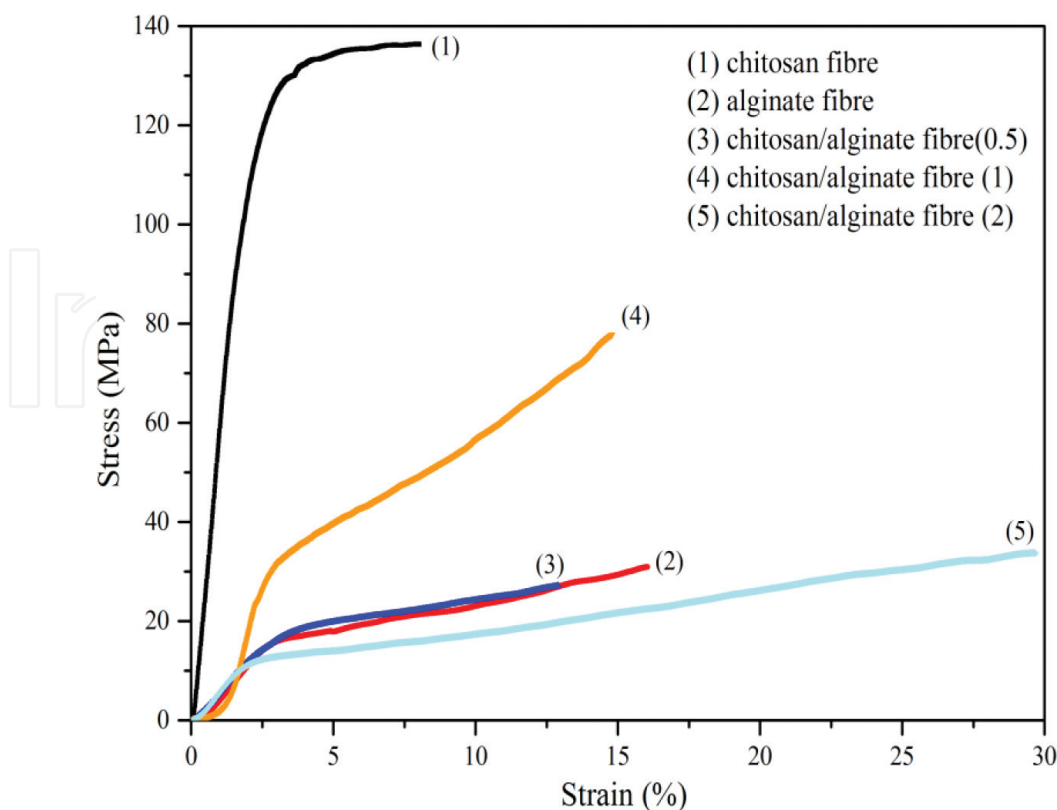 140
120
100
80
60
40
20
0
Stress (MPa)
(1)
(1) chitosan fibre
(2) alginate fibre
(3) chitosan/alginate fibre(0.5)
(4) chitosan/alginate fibre (1)
(5) chitosan/alginate fibre (2)
(4)
(3)
(2)
(5)
0 5 10 15 20 25 30
Strain (%)